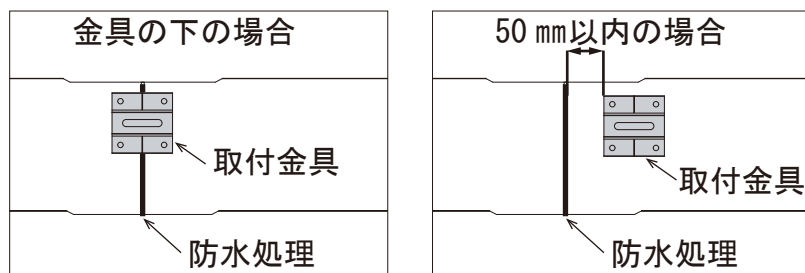 金具の下の場合
取付金具
防水処理
50 mm以内の場合
取付金具
防水処理